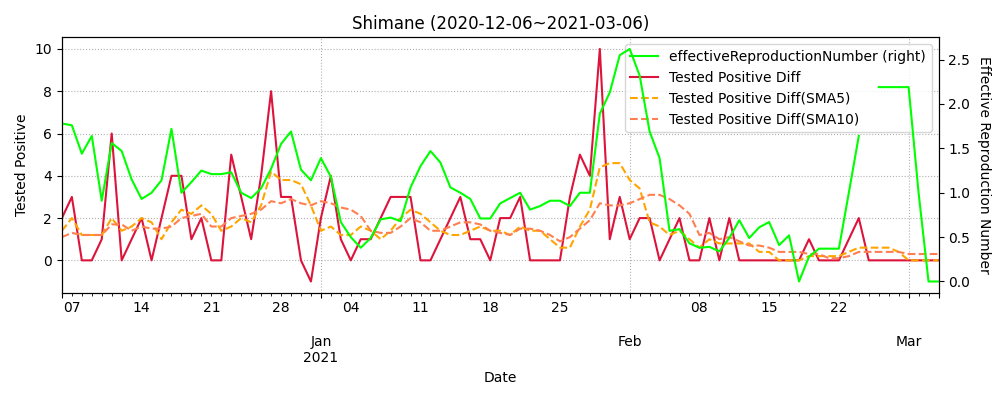 Shimane (2020-12-06~2021-03-06)
effectiveReproductionNumber (right)
Tested Positive Diff
Tested Positive Diff(SMA5)
Tested Positive Diff(SMA10)
Tested Positive
10
8
6
4
2
0
Effective Reproduction Number
2.5
2.0
1.5
1.0
0.5
0.0
07 14 21 28 04 11 18 25 08 15 22
Jan Feb Mar
2021
Date